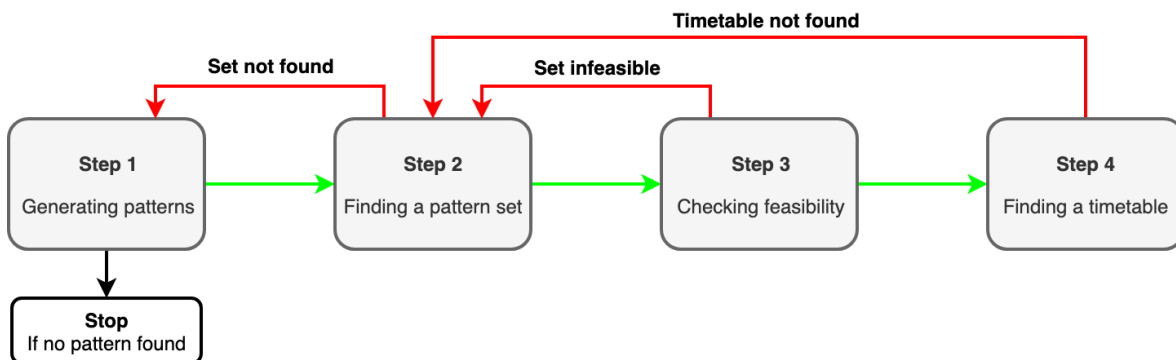 Timetable not found
Set not found
Set infeasible
Step 1
Generating patterns
Step 2
Finding a pattern set
Step 3
Checking feasibility
Step 4
Finding a timetable
Stop
If no pattern found